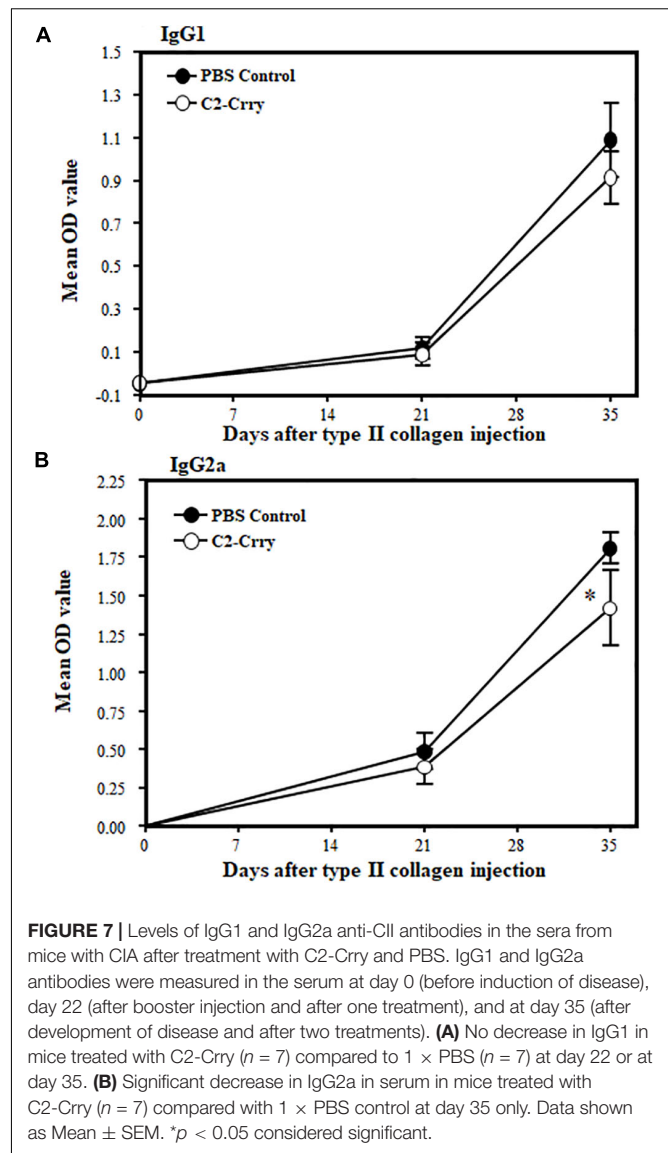 A
IgG1
1.5
1.3
1.1
0.9
0.7
0.5
0.3
0.1
-0.1
Mean OD value
PBS Control
C2-Crry
0 7 14 21 28 35
Days after type II collagen injection
B
IgG2a
2.25
2.00
1.75
1.50
1.25
1.00
0.75
0.50
0.25
0.00
Mean OD value
PBS Control
C2-Crry
*
0 7 14 21 28 35
Days after type II collagen injection
FIGURE 7 | Levels of IgG1 and IgG2a anti-CII antibodies in the sera from
mice with CIA after treatment with C2-Crry and PBS. IgG1 and IgG2a
antibodies were measured in the serum at day 0 (before induction of disease),
day 22 (after booster injection and after one treatment), and at day 35 (after
development of disease and after two treatments). (A) No decrease in IgG1 in
mice treated with C2-Crry (n = 7) compared to 1 × PBS (n = 7) at day 22 or at
day 35. (B) Significant decrease in IgG2a in serum in mice treated with
C2-Crry (n = 7) compared with 1 × PBS control at day 35 only. Data shown
as Mean ± SEM. *p < 0.05 considered significant.